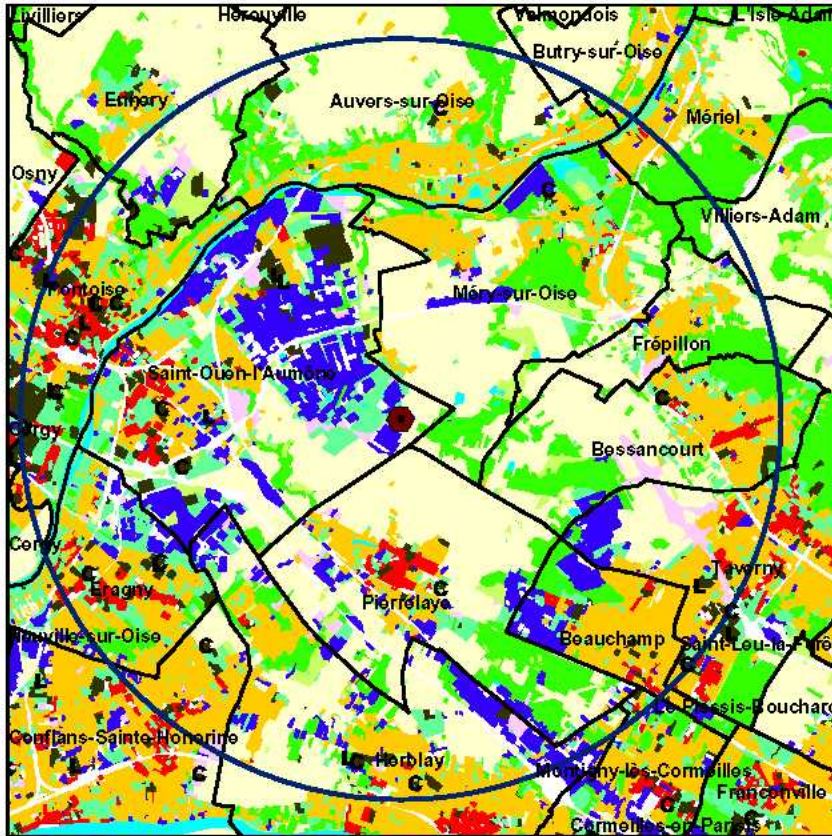 Livilliers
Hérouville
Valmondois
L'Isle-Adam
Butry-sur-Oise
Ennery
Auvers-sur-Oise
C
Mériel
Osny
C
Villiers-Adam
C
L
L
Pontoise
C C
Méry-sur-Oise
L
C
Frépillon
Saint-Ouen-l'Aumône
L
C
C
L
Cergy
Bessancourt
C
C
Cergy
C
C
Eragny
C
L
Taverny
Pierrelaye
C
L
Neuville-sur-Oise
C
Beauchamp
Saint-Leu-la-Forêt
C
L
Le Plessis-Bouchard
Conflans-Sainte-Honorine
L C
Herblay
C
L
C
C
Montigny-lès-Cormeilles
Franconville
C
Cormeilles-en-Parisis
C